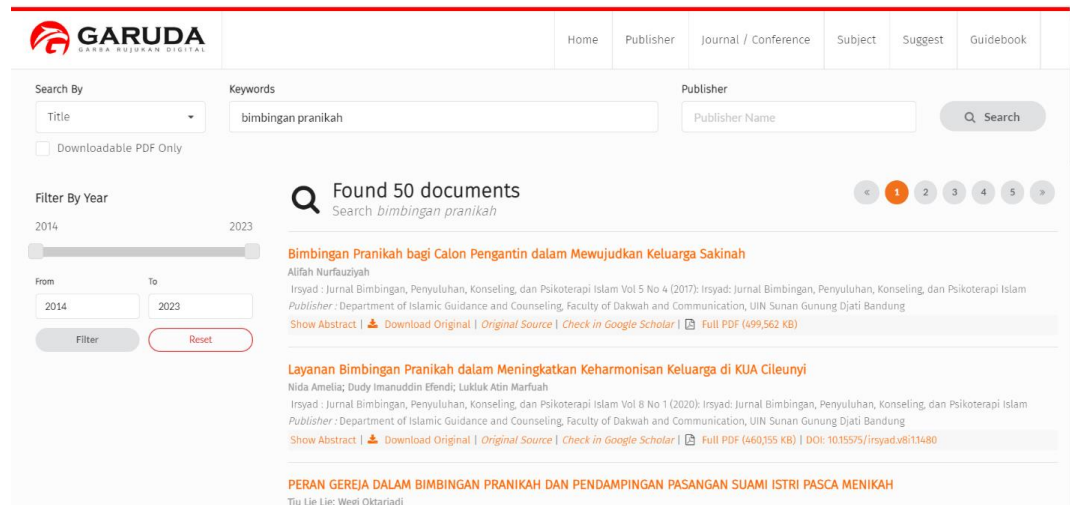 GARUDA
GARBA RUJUKAN DIGITAL
Home Publisher Journal / Conference Subject Suggest Guidebook
Search By Keywords Publisher
Title bimbingan pranikah Publisher Name Search
Downloadable PDF Only
Filter By Year
2014 2023
From To
2014 2023
Filter Reset
Found 50 documents
Search bimbingan pranikah
« 1 2 3 4 5 »
Bimbingan Pranikah bagi Calon Pengantin dalam Mewujudkan Keluarga Sakinah
Alifah Nurfauziyah
Irsyad : Jurnal Bimbingan, Penyuluhan, Konseling, dan Psikoterapi Islam Vol 5 No 4 (2017): Irsyad: Jurnal Bimbingan, Penyuluhan, Konseling, dan Psikoterapi Islam
Publisher : Department of Islamic Guidance and Counseling, Faculty of Dakwah and Communication, UIN Sunan Gunung Djati Bandung
Show Abstract | Download Original | Original Source | Check in Google Scholar | Full PDF (499,562 KB)
Layanan Bimbingan Pranikah dalam Meningkatkan Keharmonisan Keluarga di KUA Cileunyi
Nida Amelia; Dudy Imanuddin Efendi; Lukluk Atin Marfuah
Irsyad : Jurnal Bimbingan, Penyuluhan, Konseling, dan Psikoterapi Islam Vol 8 No 1 (2020): Irsyad: Jurnal Bimbingan, Penyuluhan, Konseling, dan Psikoterapi Islam
Publisher : Department of Islamic Guidance and Counseling, Faculty of Dakwah and Communication, UIN Sunan Gunung Djati Bandung
Show Abstract | Download Original | Original Source | Check in Google Scholar | Full PDF (460,155 KB) | DOI: 10.15575/irsyad.v8i1.1480
PERAN GEREJA DALAM BIMBINGAN PRANIKAH DAN PENDAMPINGAN PASANGAN SUAMI ISTRI PASCA MENIKAH
Tiu Lie Lie; Wegi Oktariadi